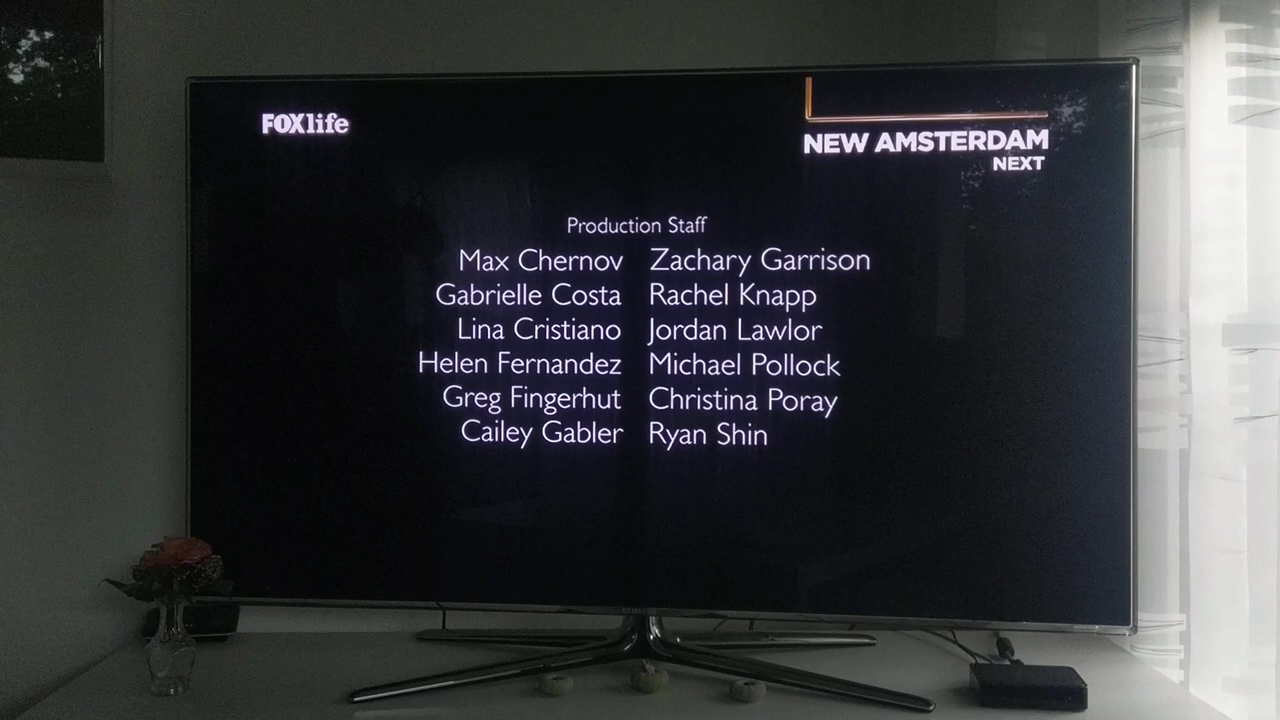 FOXlife
NEW AMSTERDAM
NEXT
Production Staff
Max Chernov Zachary Garrison
Gabrielle Costa Rachel Knapp
Lina Cristiano Jordan Lawlor
Helen Fernandez Michael Pollock
Greg Fingerhut Christina Poray
Cailey Gabler Ryan Shin